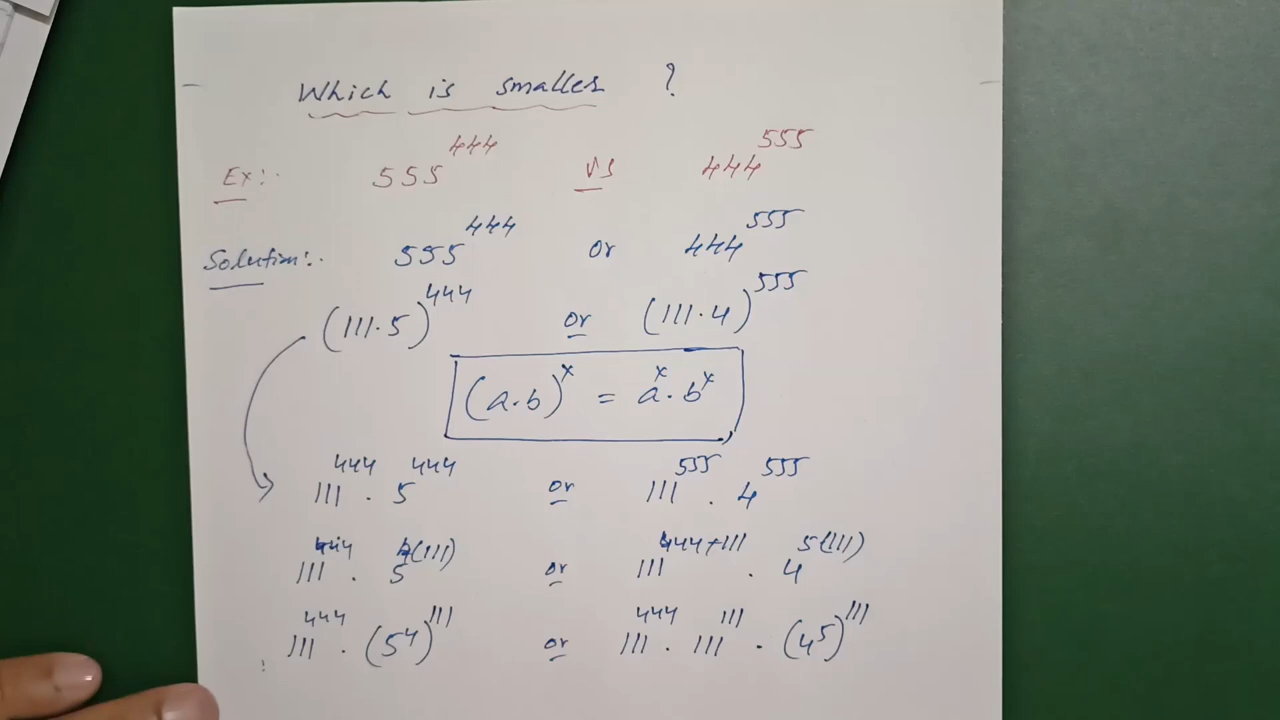 Which is smaller ?
Ex:- 555^444 vs 444^555
Solution:- 555^444 or 444^555
(111·5)^444 or (111·4)^555
(a·b)^x = a^x · b^x
111^444 · 5^444 or 111^555 · 4^555
111^444 · 5^4(111) or 111^444+111 · 4^5(111)
111^444 · (5^4)^111 or 111^444 · 111^111 · (4^5)^111